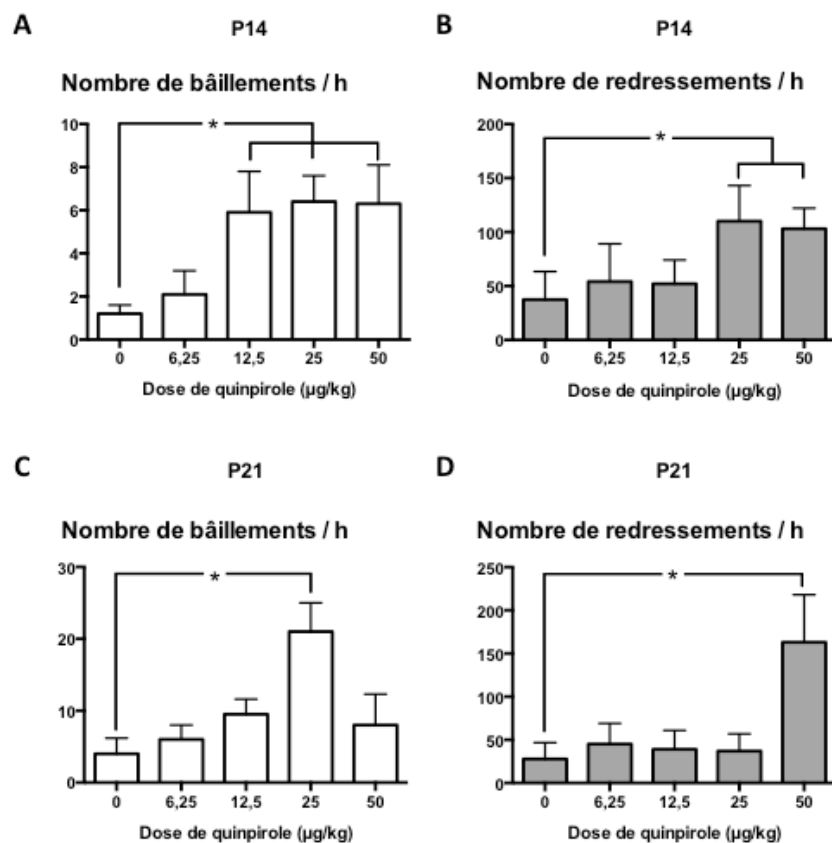 A
P14
Nombre de bâillements / h
10
8
6
4
2
0
*
0 6,25 12,5 25 50
Dose de quinpirole (µg/kg)
B
P14
Nombre de redressements / h
200
150
100
50
0
*
0 6,25 12,5 25 50
Dose de quinpirole (µg/kg)
C
P21
Nombre de bâillements / h
30
20
10
0
*
0 6,25 12,5 25 50
Dose de quinpirole (µg/kg)
D
P21
Nombre de redressements / h
250
200
150
100
50
0
*
0 6,25 12,5 25 50
Dose de quinpirole (µg/kg)